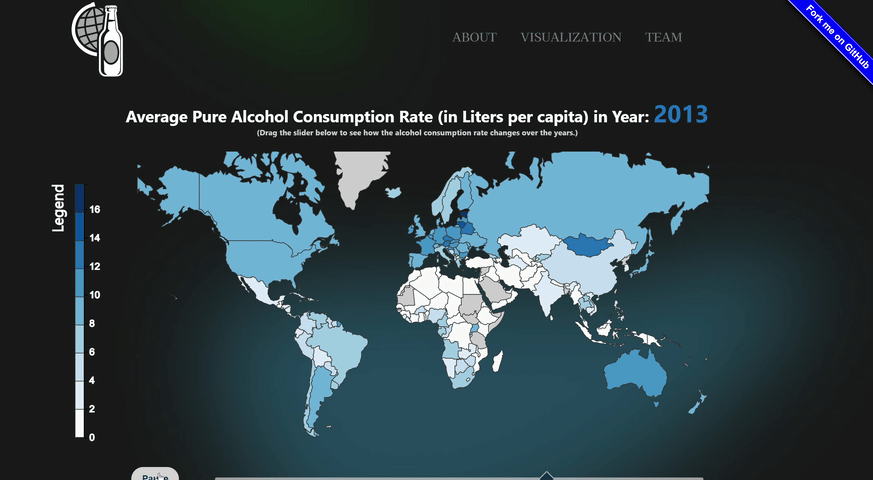 ABOUT VISUALIZATION TEAM
Fork me on GitHub
Average Pure Alcohol Consumption Rate (in Liters per capita) in Year: 2013
(Drag the slider below to see how the alcohol consumption rate changes over the years.)
Legend
16
14
12
10
8
6
4
2
0
Pause